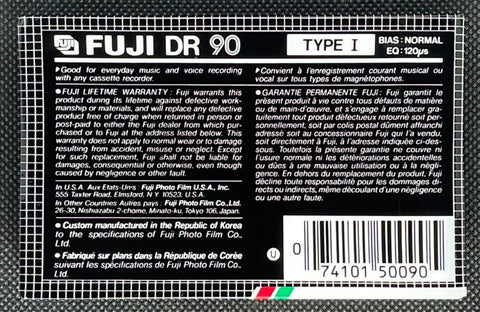 FUJI FUJI DR 90
TYPE I
BIAS: NORMAL
EQ: 120µs
▸Good for everyday music and voice recording
with any cassette recorder.
●FUJI LIFETIME WARRANTY: Fuji warrants this
product during its lifetime against defective work-
manship or materials, and will replace any defective
product free of charge when returned in person or
post-paid to either the Fuji dealer from which pur-
chased or to Fuji at the address listed below. This
warranty does not apply to normal wear or to damage
resulting from accident, misuse or neglect. Except
for such replacement, Fuji shall not be liable for
damages, consequential or otherwise, even though
caused by negligence or other fault.
In U.S.A. Aux Etats-Unis: Fuji Photo Film U.S.A., Inc.
555 Taxter Road, Elmsford, N.Y. 10523, U.S.A.
In Other Countries Autres Pays: Fuji Photo Film Co., Ltd.
26-30, Nishiazabu 2-chome, Minato-ku, Tokyo 106, Japan.
●Custom manufactured in the Republic of Korea
to the specifications of Fuji Photo Film Co.,
Ltd.
●Fabriqué sur plans dans la République de Corée
suivant les spécifications de Fuji Photo Film Co.,
Ltd.
▸Convient à l'enregistrement courant musical ou
vocal sur tous types de magnétophones.
●GARANTIE PERMANENTE FUJI: Fuji garantit le
présent produit à vie contre tous défauts de matière
ou de main-d'œuvre, et s'engage à remplacer gra-
tuitement tout produit défectueux retourné soit per-
sonnellement, soit par colis postal dûment affranchi
adressé soit au concessionnaire Fuji qui l'a vendu,
soit directement à Fuji, à l'adresse indiquée ci-des-
sous. Toutefois la présente garantie ne couvre ni
l'usure normale ni les détériorations accidentelles
ou dûes à une mauvaise utilisation ou à la négli-
gence. En dehors du remplacement du produit, Fuji
décline toute responsabilité pour les dommages di-
rects ou indirects, même découlant d'une négligence
ou d'une autre faute.
U
0 74101 50090